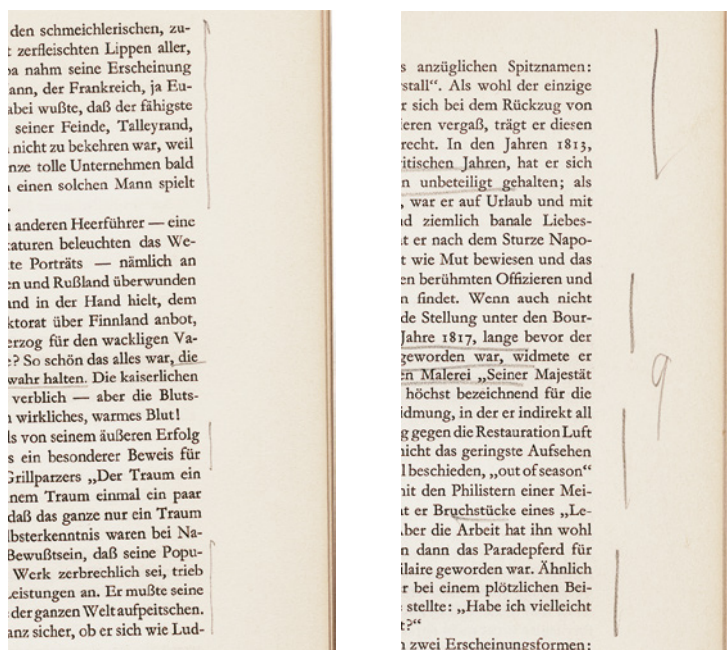 den schmeichlerischen, zu-
zerfleischten Lippen aller,
nahm seine Erscheinung
ann, der Frankreich, ja Eu-
abei wußte, daß der fähigste
seiner Feinde, Talleyrand,
nicht zu bekehren war, weil
nze tolle Unternehmen bald
einen solchen Mann spielt
anderen Heerführer — eine
aturen beleuchten das We-
te Porträts — nämlich an
en und Rußland überwunden
nd in der Hand hielt, dem
ktorat über Finnland anbot,
erzog für den wackligen Va-
? So schön das alles war, die
wahr halten. Die kaiserlichen
verblich — aber die Bluts-
wirkliches, warmes Blut!
ls von seinem äußeren Erfolg
s ein besonderer Beweis für
Grillparzers „Der Traum ein
nem Traum einmal ein paar
daß das ganze nur ein Traum
lbsterkenntnis waren bei Na-
Bewußtsein, daß seine Popu-
Werk zerbrechlich sei, trieb
Leistungen an. Er mußte seine
der ganzen Welt aufpeitschen.
anz sicher, ob er sich wie Lud-
s anzüglichen Spitznamen:
stall“. Als wohl der einzige
r sich bei dem Rückzug von
ieren vergaß, trägt er diesen
recht. In den Jahren 1813,
ritischen Jahren, hat er sich
n unbeteiligt gehalten; als
, war er auf Urlaub und mit
d ziemlich banale Liebes-
t er nach dem Sturze Napo-
t wie Mut bewiesen und das
en berühmten Offizieren und
n findet. Wenn auch nicht
de Stellung unter den Bour-
Jahre 1817, lange bevor der
geworden war, widmete er
en Malerei „Seiner Majestät
höchst bezeichnend für die
idmung, in der er indirekt all
g gegen die Restauration Luft
nicht das geringste Aufsehen
l beschieden, „out of season“
nit den Philistern einer Mei-
t er Bruchstücke eines „Le-
Aber die Arbeit hat ihn wohl
n dann das Paradepferd für
ilaire geworden war. Ähnlich
r bei einem plötzlichen Bei-
stellte: „Habe ich vielleicht
t?“
n zwei Erscheinungsformen: